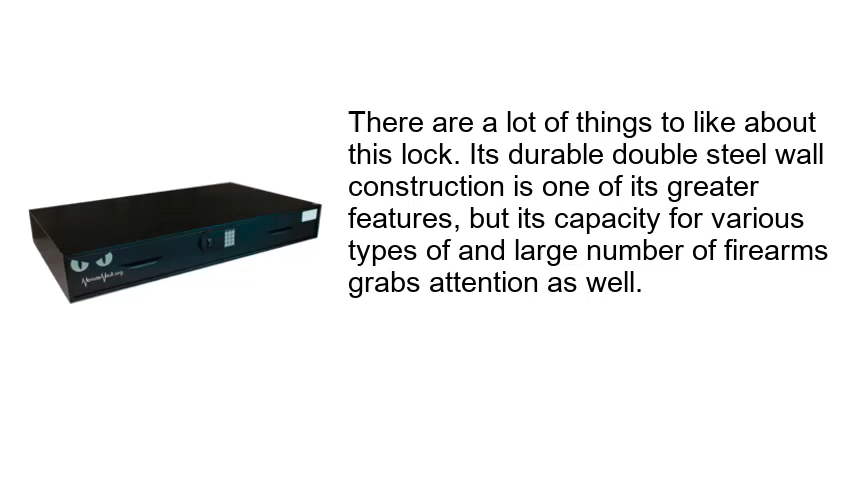 There are a lot of things to like about
this lock. Its durable double steel wall
construction is one of its greater
features, but its capacity for various
types of and large number of firearms
grabs attention as well.